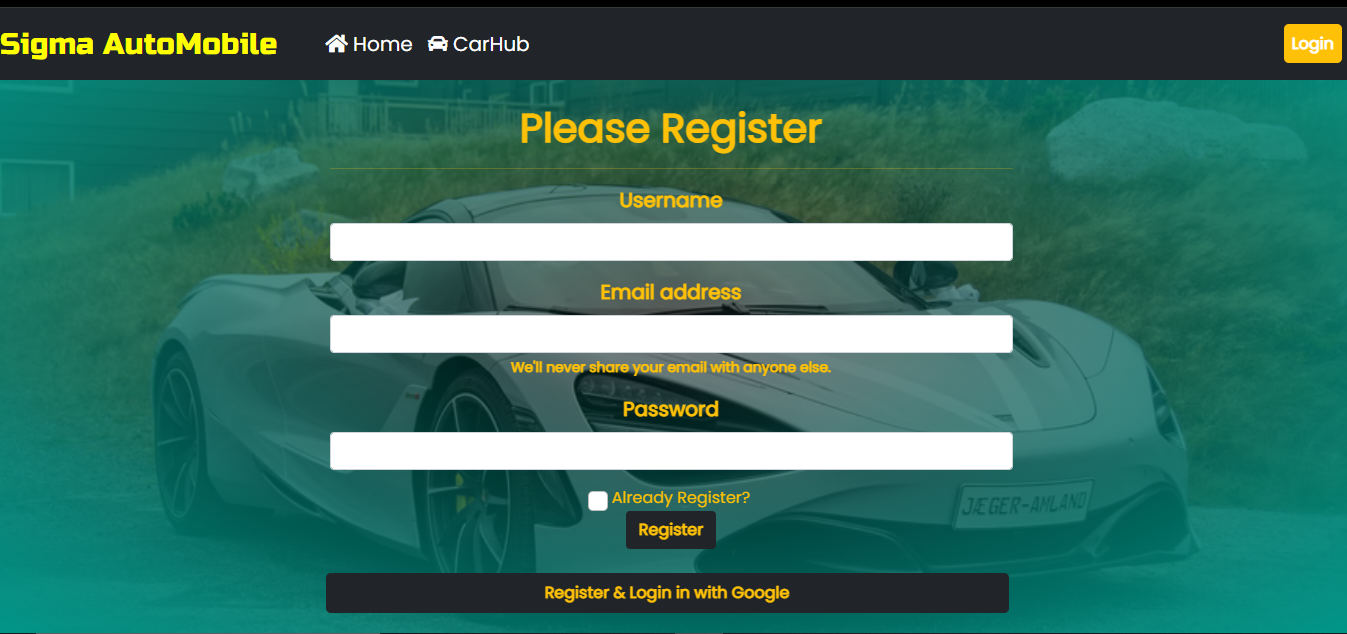 Sigma AutoMobile Home CarHub Login
Please Register
Username
Email address
We'll never share your email with anyone else.
Password
Already Register?
JÆGER-AMLAND
Register
Register & Login in with Google